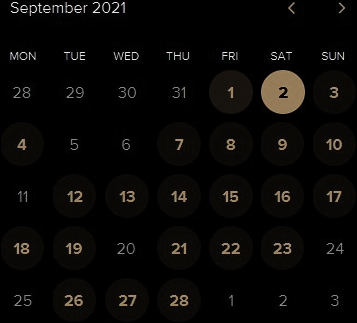 September 2021
MON TUE WED THU FRI SAT SUN
28 29 30 31 1 2 3
4 5 6 7 8 9 10
11 12 13 14 15 16 17
18 19 20 21 22 23 24
25 26 27 28 1 2 3